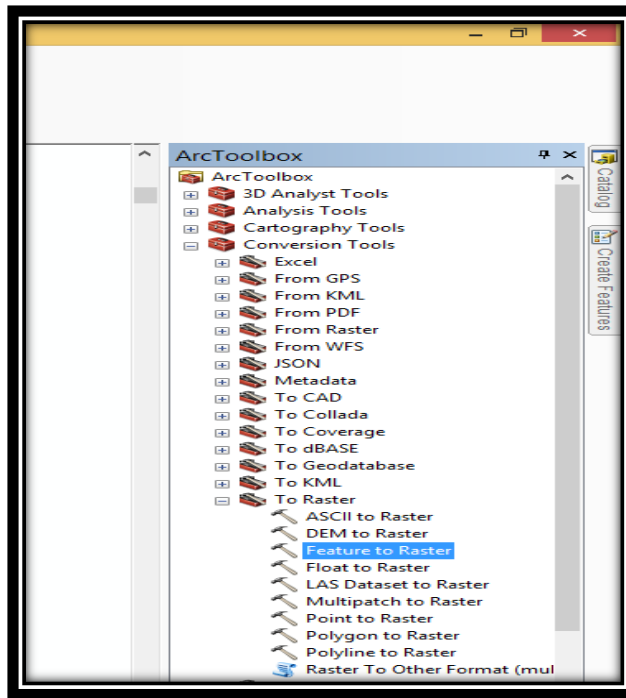 ArcToolbox
ArcToolbox
3D Analyst Tools
Analysis Tools
Cartography Tools
Conversion Tools
Excel
From GPS
From KML
From PDF
From Raster
From WFS
JSON
Metadata
To CAD
To Collada
To Coverage
To dBASE
To Geodatabase
To KML
To Raster
ASCII to Raster
DEM to Raster
Feature to Raster
Float to Raster
LAS Dataset to Raster
Multipatch to Raster
Point to Raster
Polygon to Raster
Polyline to Raster
Raster To Other Format (mul
Catalog
Create Features